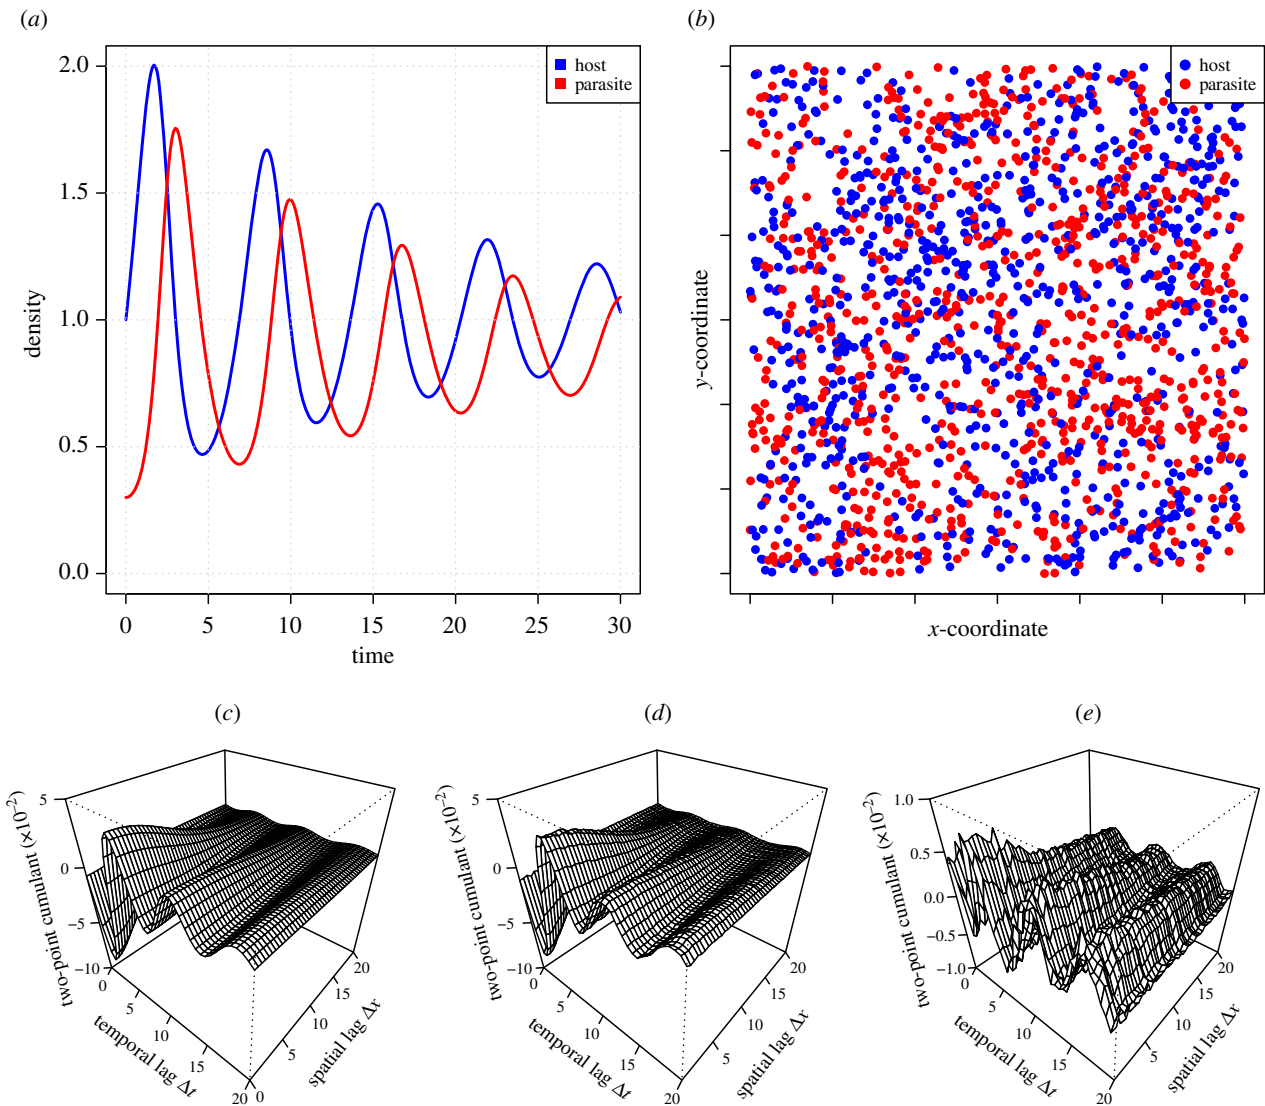 (a)
2.0
1.5
1.0
0.5
0.0
density
host
parasite
0 5 10 15 20 25 30
time
(b)
host
parasite
y-coordinate
x-coordinate
(c)
5
0
−5
−10
two-point cumulant (×10−2)
0
5
10
15
20
temporal lag Δt
0
5
10
15
20
spatial lag Δx
(d)
5
0
−5
−10
two-point cumulant (×10−2)
0
5
10
15
20
temporal lag Δt
5
10
15
20
spatial lag Δx
(e)
1.0
0.5
0.0
−0.5
−1.0
two-point cumulant (×10−2)
0
5
10
15
20
temporal lag Δt
5
10
15
20
spatial lag Δx